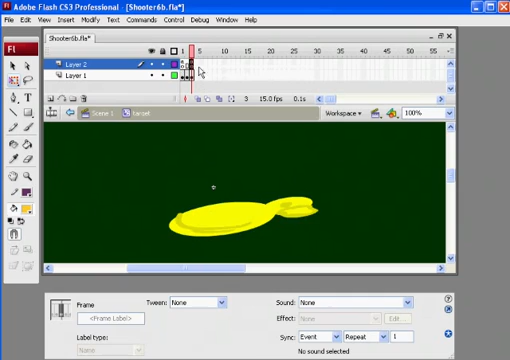 Adobe Flash CS3 Professional - [Shooter6b.fla*]
File Edit View Insert Modify Text Commands Control Debug Window Help
Shooter6b.fla*
1 5 10 15 20 25 30 35 40 45 50 55
Layer 2
Layer 1
3 15.0 fps 0.1s
Scene 1 target Workspace 100%
Fl
Frame Tween: None Sound: None
<Frame Label> Effect: None Edit...
Label type: Sync: Event Repeat 1
Name No sound selected